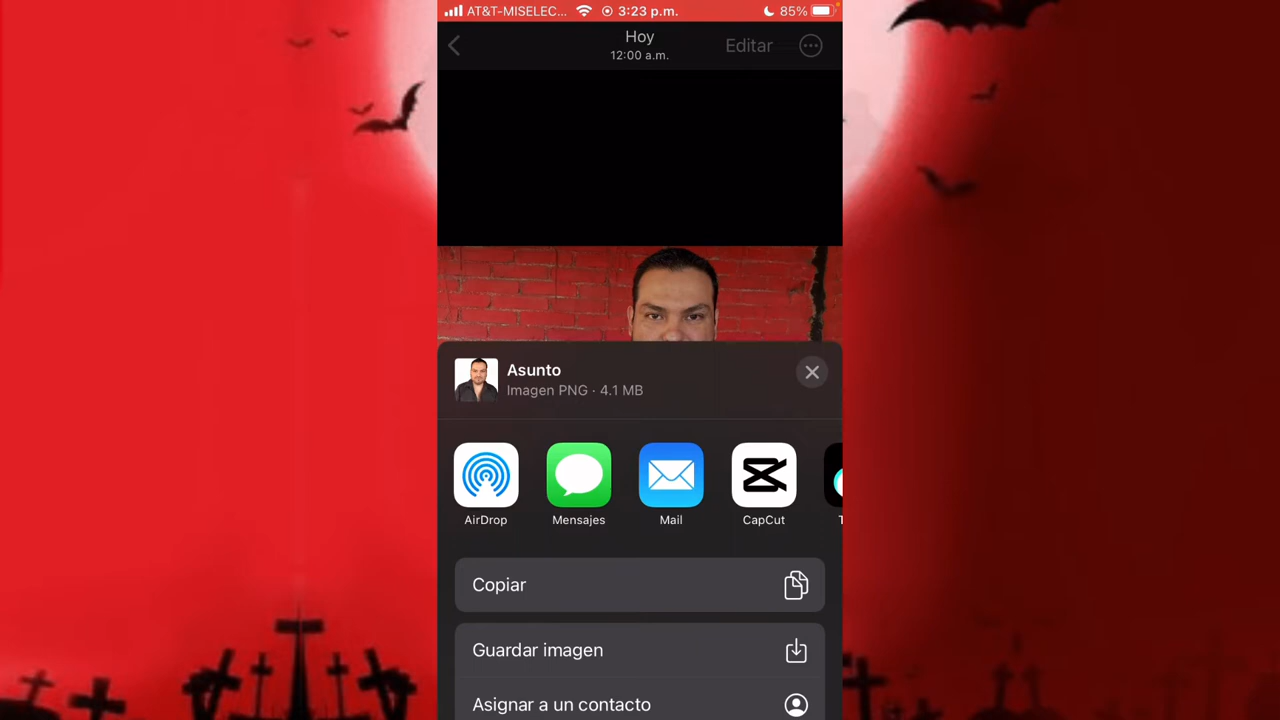 AT&T-MISELEC... 3:23 p.m. 85%
Hoy
12:00 a.m.
Editar
Asunto
Imagen PNG · 4.1 MB
AirDrop Mensajes Mail CapCut T
Copiar
Guardar imagen
Asignar a un contacto